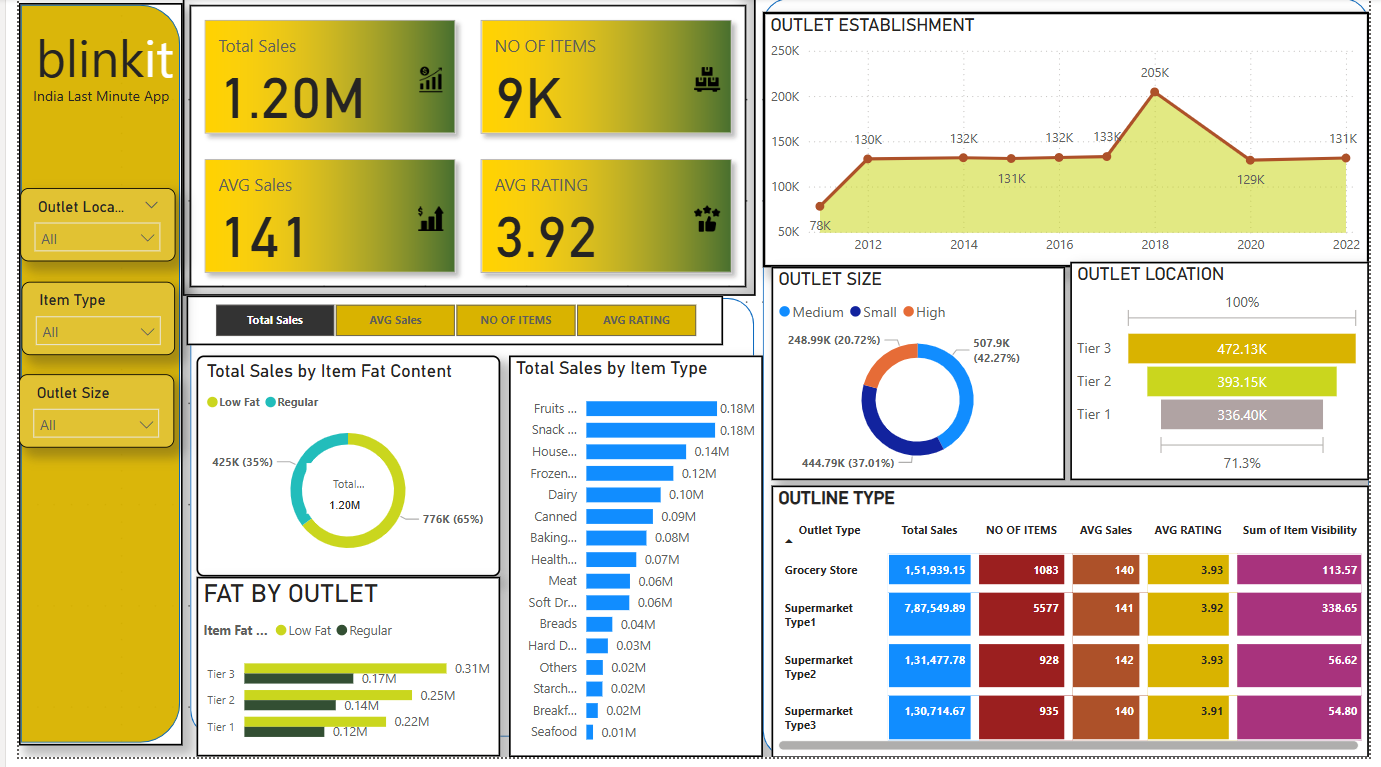 blinkit
India Last Minute App
Outlet Loca...
All
Item Type
All
Outlet Size
All
Total Sales
1.20M
NO OF ITEMS
9K
AVG Sales
141
AVG RATING
3.92
Total Sales
AVG Sales
NO OF ITEMS
AVG RATING
Total Sales by Item Fat Content
Low Fat Regular
425K (35%)
Total...
1.20M
776K (65%)
FAT BY OUTLET
Item Fat ... Low Fat Regular
Tier 3 0.31M
0.17M
Tier 2 0.25M
0.14M
Tier 1 0.22M
0.12M
Total Sales by Item Type
Fruits ... 0.18M
Snack ... 0.18M
House... 0.14M
Frozen... 0.12M
Dairy 0.10M
Canned 0.09M
Baking... 0.08M
Health... 0.07M
Meat 0.06M
Soft Dr... 0.06M
Breads 0.04M
Hard D... 0.03M
Others 0.02M
Starch... 0.02M
Breakf... 0.02M
Seafood 0.01M
OUTLET ESTABLISHMENT
250K
200K
150K
100K
50K
78K
130K
132K
131K
132K
133K
205K
129K
131K
2012 2014 2016 2018 2020 2022
OUTLET SIZE
Medium Small High
248.99K (20.72%)
507.9K
(42.27%)
444.79K (37.01%)
OUTLET LOCATION
100%
Tier 3 472.13K
Tier 2 393.15K
Tier 1 336.40K
71.3%
OUTLINE TYPE
Outlet Type Total Sales NO OF ITEMS AVG Sales AVG RATING Sum of Item Visibility
Grocery Store 1,51,939.15 1083 140 3.93 113.57
Supermarket Type1 7,87,549.89 5577 141 3.92 338.65
Supermarket Type2 1,31,477.78 928 142 3.93 56.62
Supermarket Type3 1,30,714.67 935 140 3.91 54.80